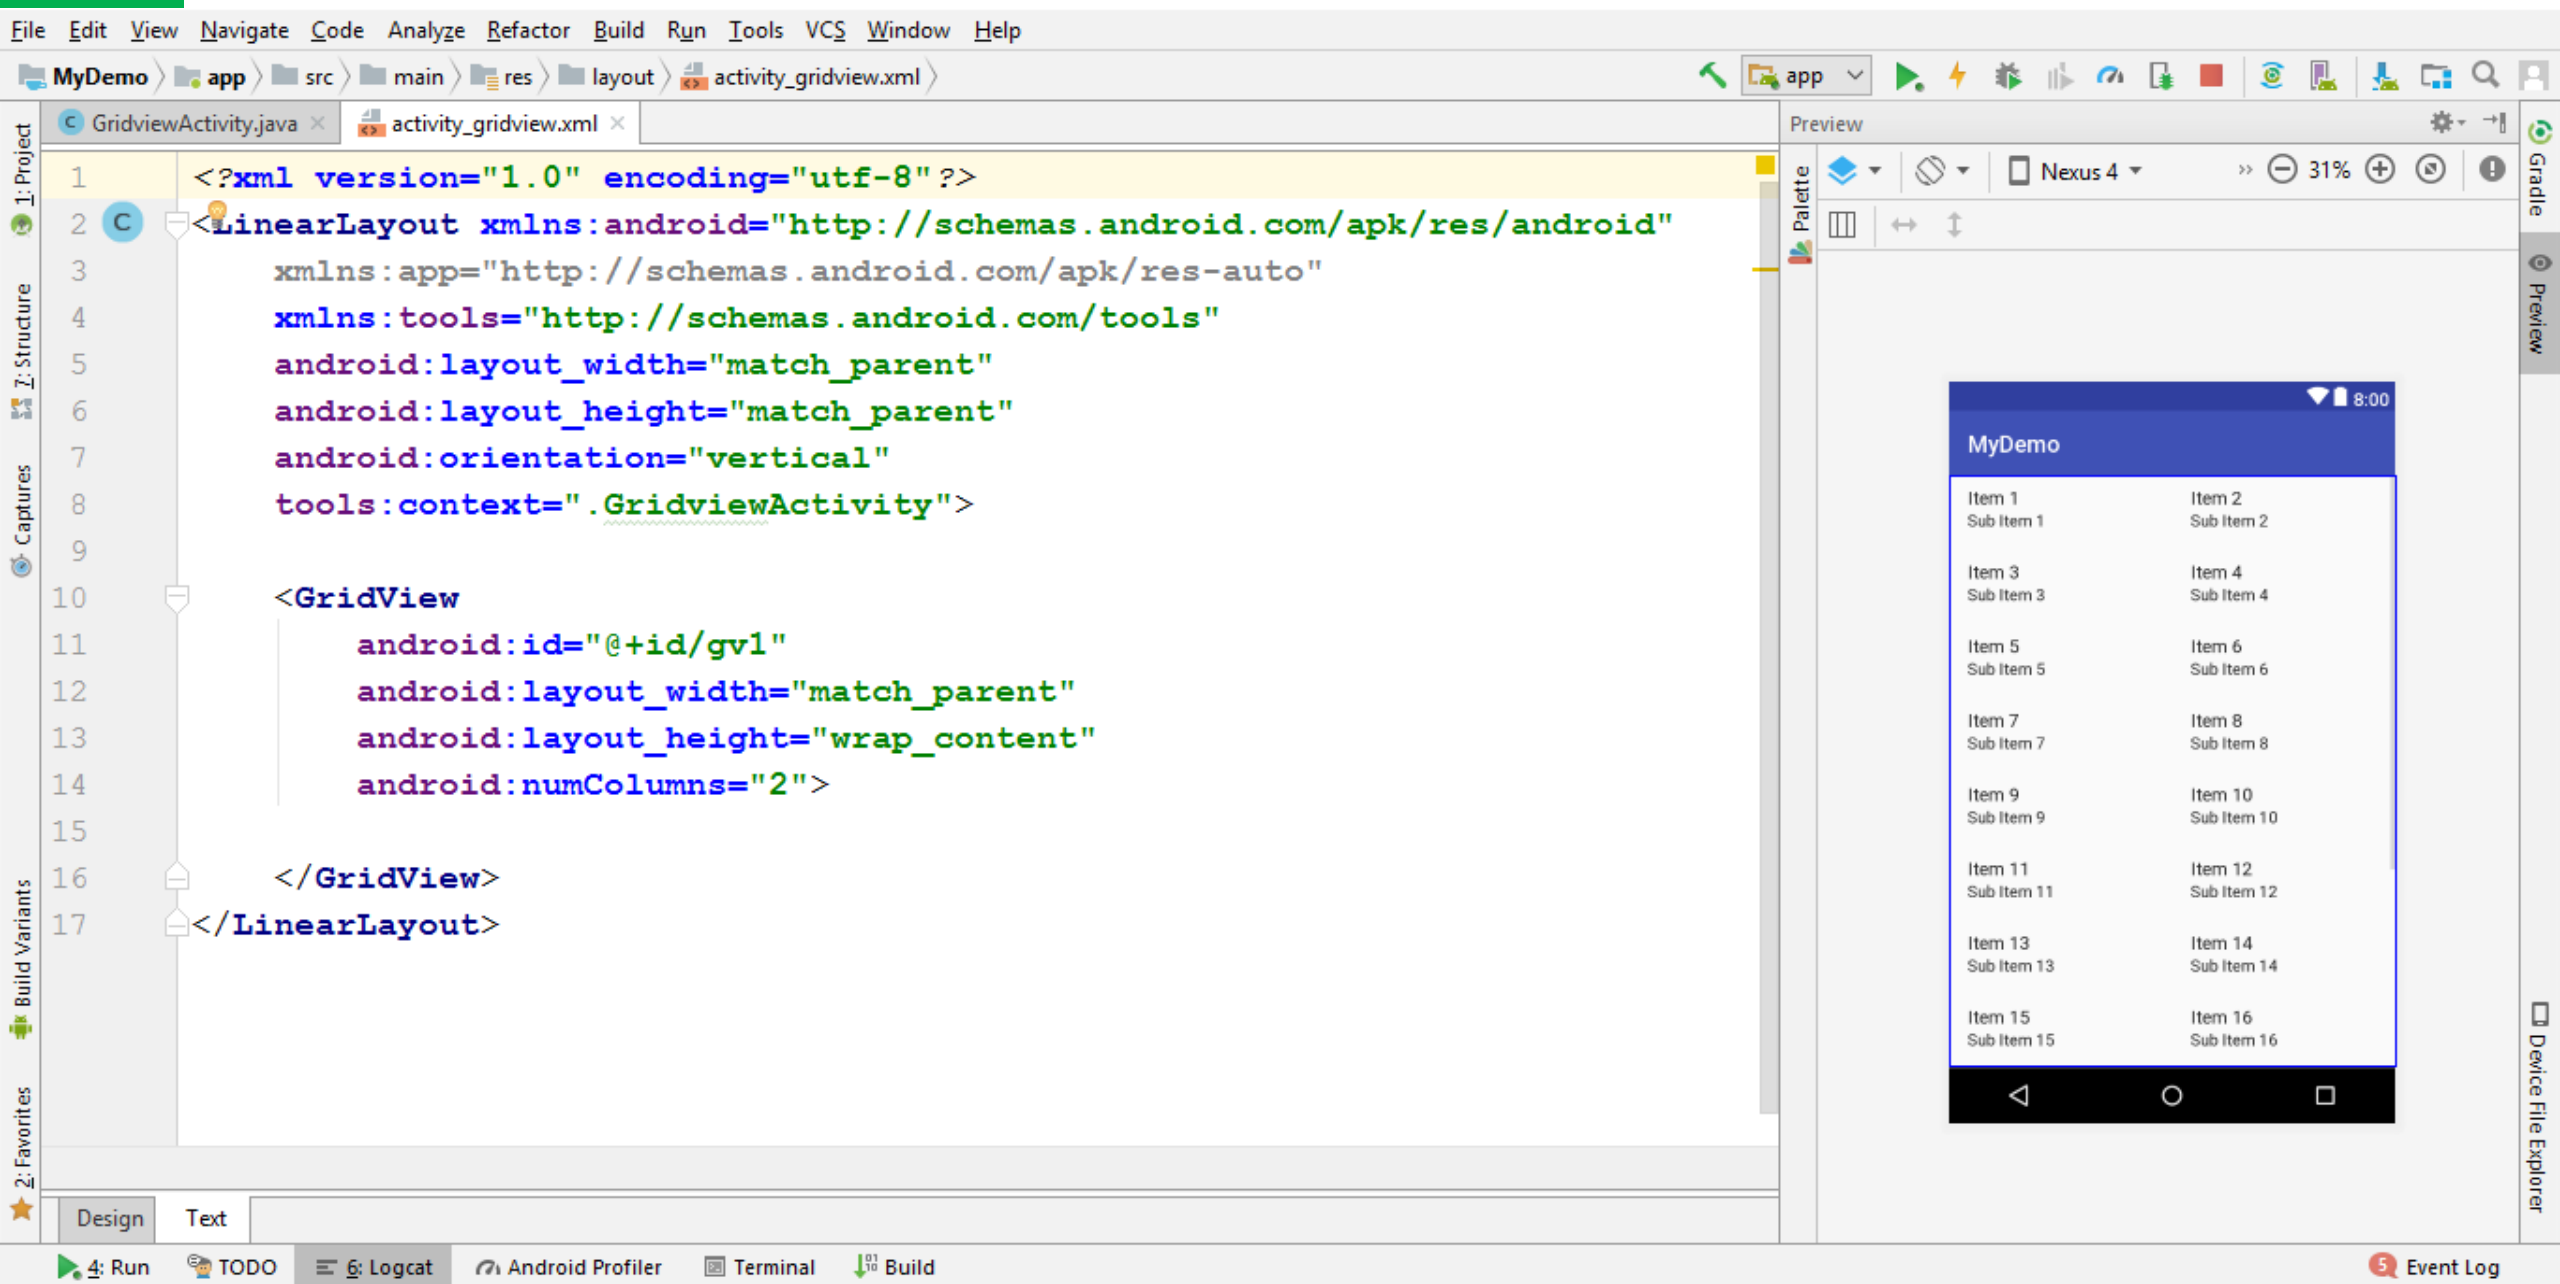 File Edit View Navigate Code Analyze Refactor Build Run Tools VCS Window Help
MyDemo app src main res layout activity_gridview.xml app
GridviewActivity.java activity_gridview.xml
1 <?xml version="1.0" encoding="utf-8"?>
2 <LinearLayout xmlns:android="http://schemas.android.com/apk/res/android"
3 xmlns:app="http://schemas.android.com/apk/res-auto"
4 xmlns:tools="http://schemas.android.com/tools"
5 android:layout_width="match_parent"
6 android:layout_height="match_parent"
7 android:orientation="vertical"
8 tools:context=".GridviewActivity">
9
10 <GridView
11 android:id="@+id/gv1"
12 android:layout_width="match_parent"
13 android:layout_height="wrap_content"
14 android:numColumns="2">
15
16 </GridView>
17 </LinearLayout>
Design Text
1: Project
7: Structure
Captures
Build Variants
2: Favorites
Preview
Palette
Nexus 4 31%
8:00
MyDemo
Item 1 Item 2
Sub Item 1 Sub Item 2
Item 3 Item 4
Sub Item 3 Sub Item 4
Item 5 Item 6
Sub Item 5 Sub Item 6
Item 7 Item 8
Sub Item 7 Sub Item 8
Item 9 Item 10
Sub Item 9 Sub Item 10
Item 11 Item 12
Sub Item 11 Sub Item 12
Item 13 Item 14
Sub Item 13 Sub Item 14
Item 15 Item 16
Sub Item 15 Sub Item 16
Gradle
Preview
Device File Explorer
4: Run TODO 6: Logcat Android Profiler Terminal Build 5 Event Log